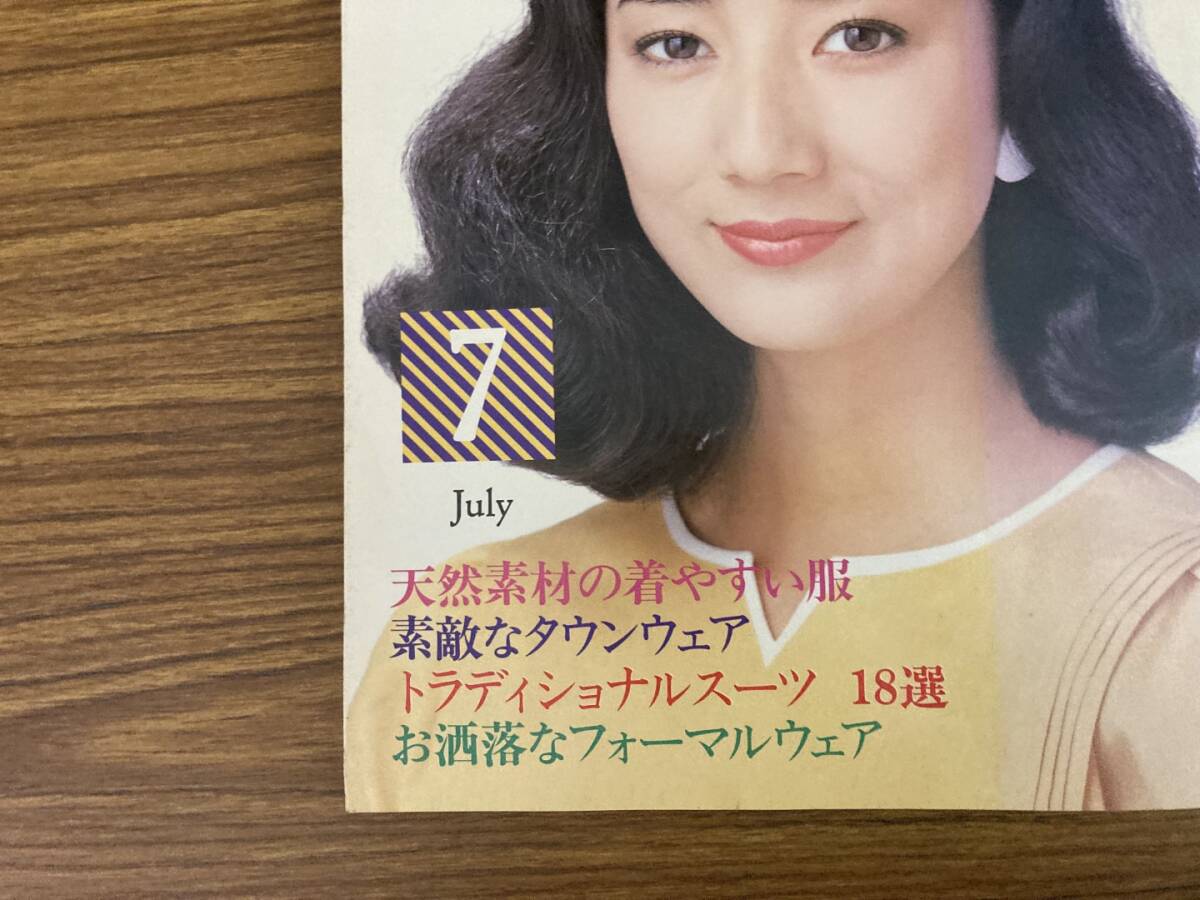 7
July
天然素材の着やすい服
素敵なタウンウェア
トラディショナルスーツ 18選
お洒落なフォーマルウェア